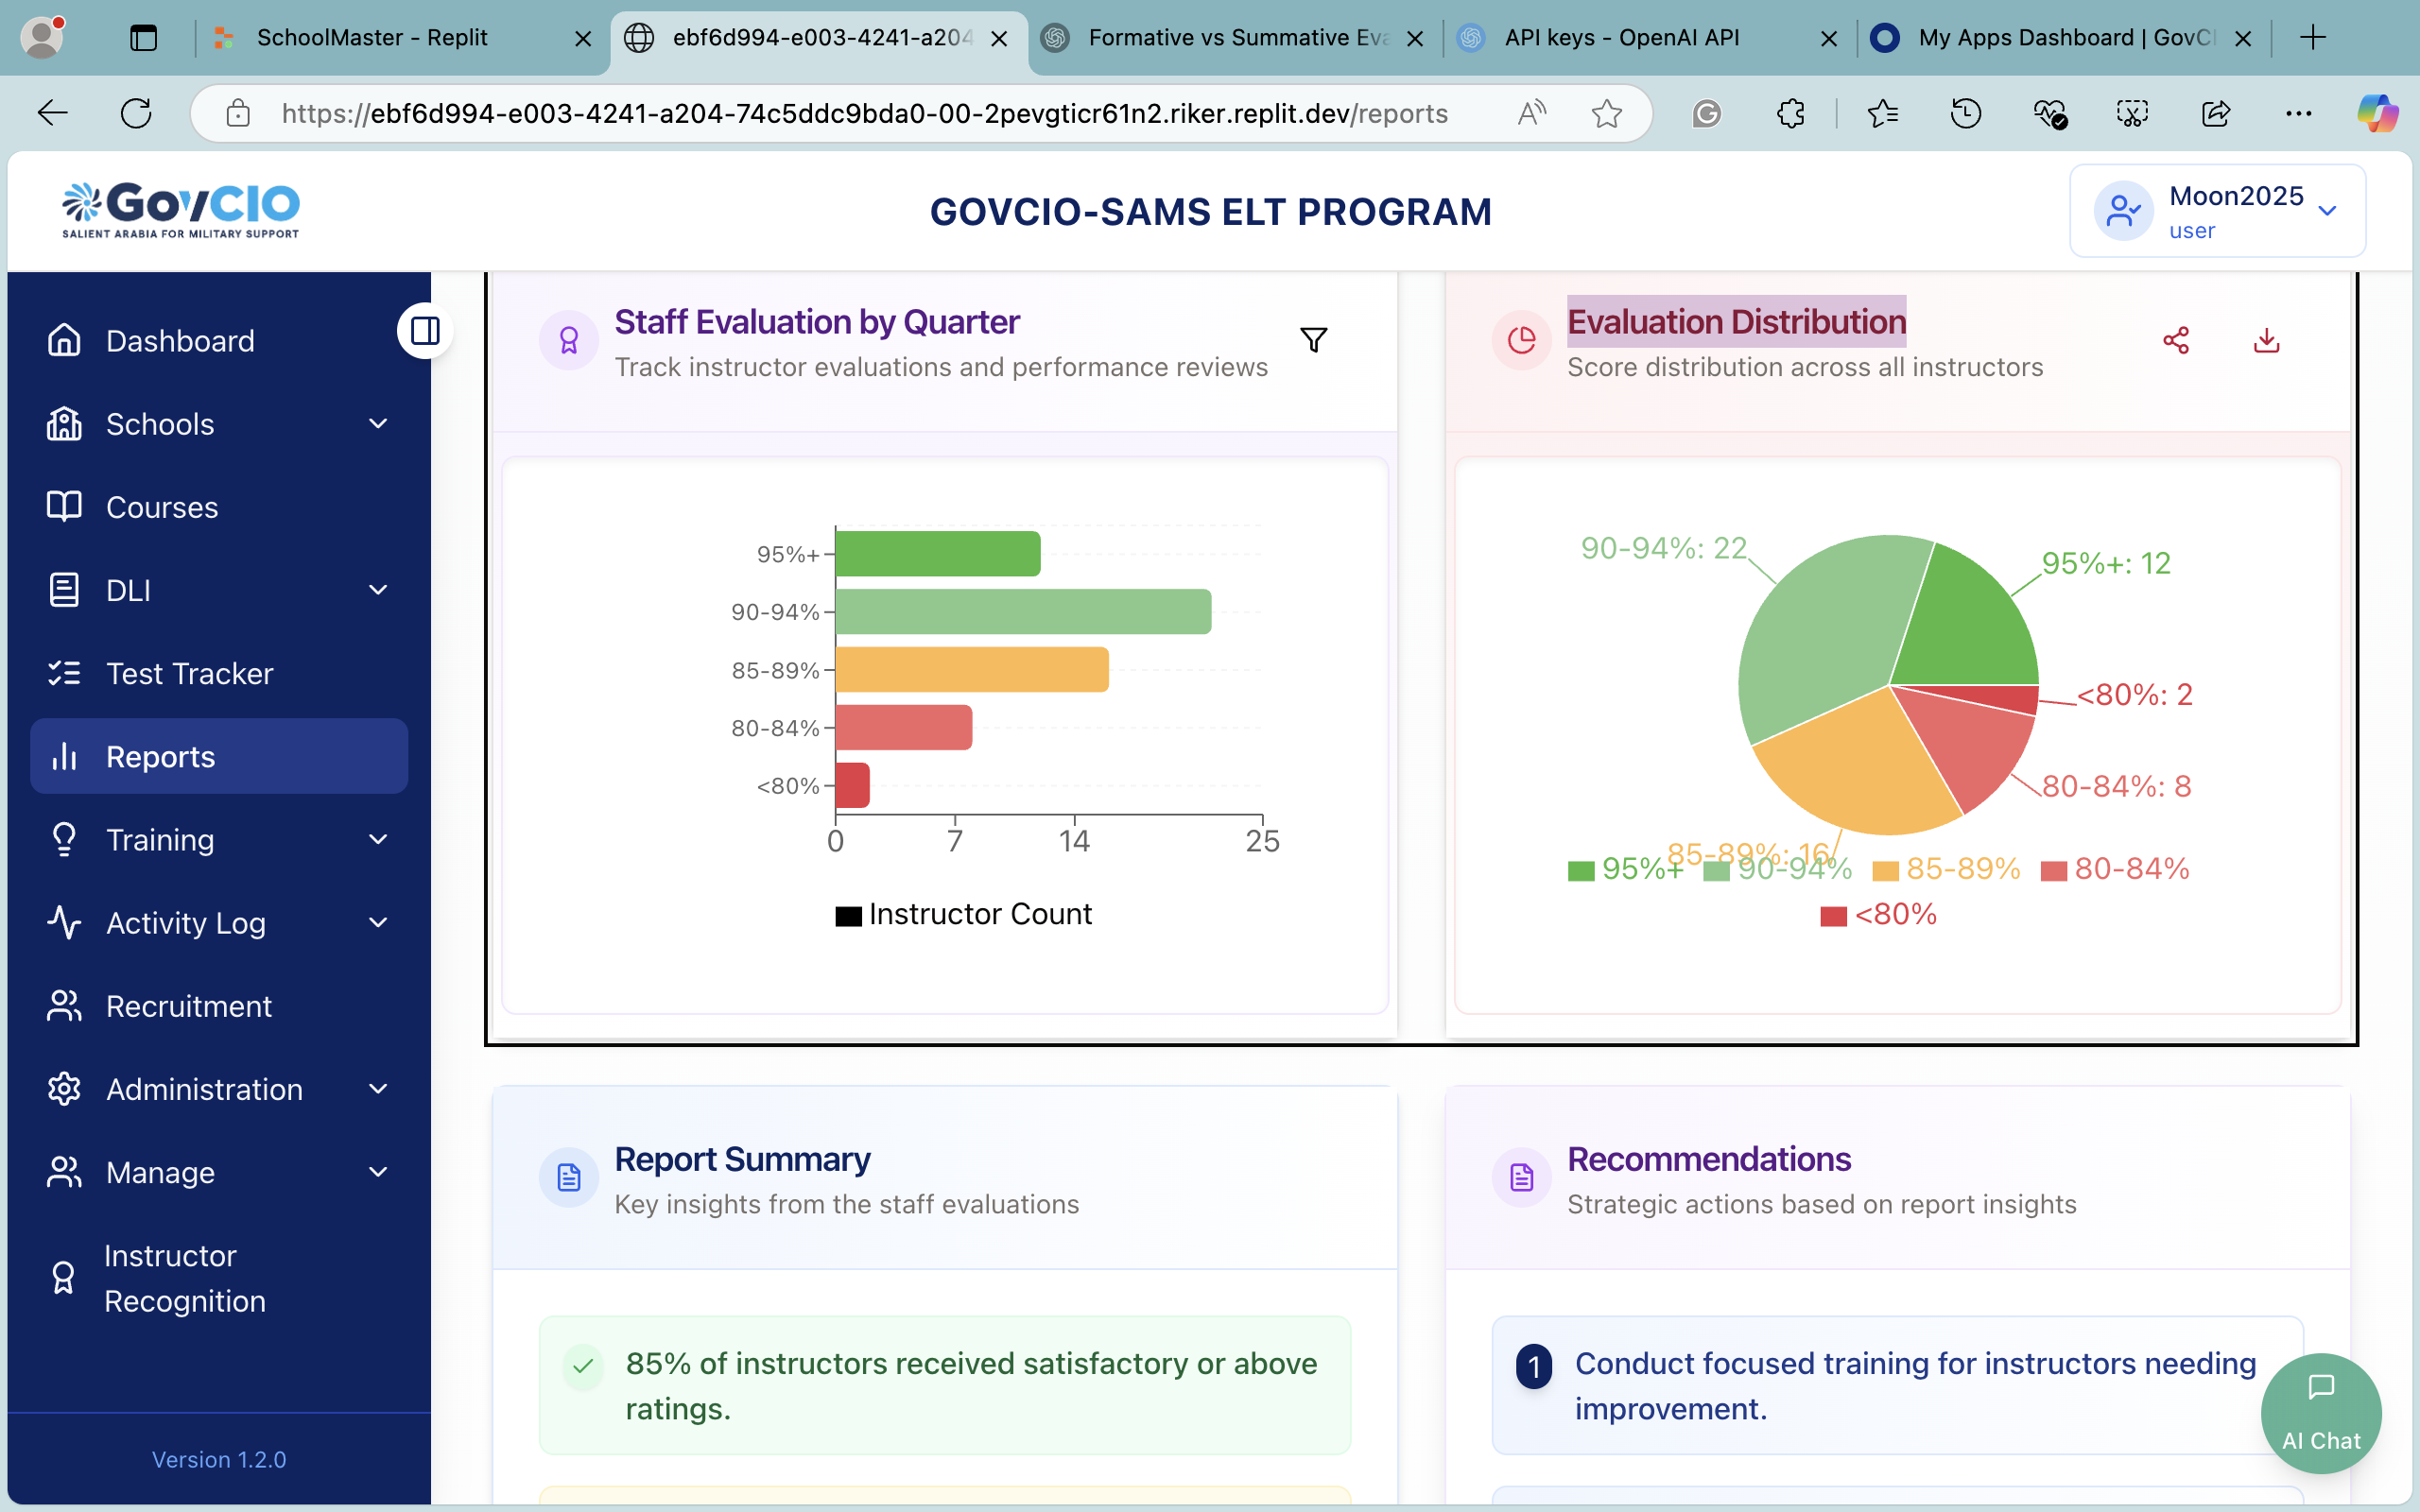 SchoolMaster - Replit
ebf6d994-e003-4241-a204
Formative vs Summative Eva
API keys - OpenAI API
My Apps Dashboard | GovCI
https://ebf6d994-e003-4241-a204-74c5ddc9bda0-00-2pevgticr61n2.riker.replit.dev/reports
GovCIO
SALIENT ARABIA FOR MILITARY SUPPORT
GOVCIO-SAMS ELT PROGRAM
Moon2025
user
Dashboard
Schools
Courses
DLI
Test Tracker
Reports
Training
Activity Log
Recruitment
Administration
Manage
Instructor
Recognition
Version 1.2.0
Staff Evaluation by Quarter
Track instructor evaluations and performance reviews
95%+
90-94%
85-89%
80-84%
<80%
0 7 14 25
Instructor Count
Evaluation Distribution
Score distribution across all instructors
90-94%: 22
95%+: 12
<80%: 2
80-84%: 8
85-89%: 16
95%+ 90-94% 85-89% 80-84%
<80%
Report Summary
Key insights from the staff evaluations
85% of instructors received satisfactory or above
ratings.
Recommendations
Strategic actions based on report insights
1 Conduct focused training for instructors needing
improvement.
AI Chat